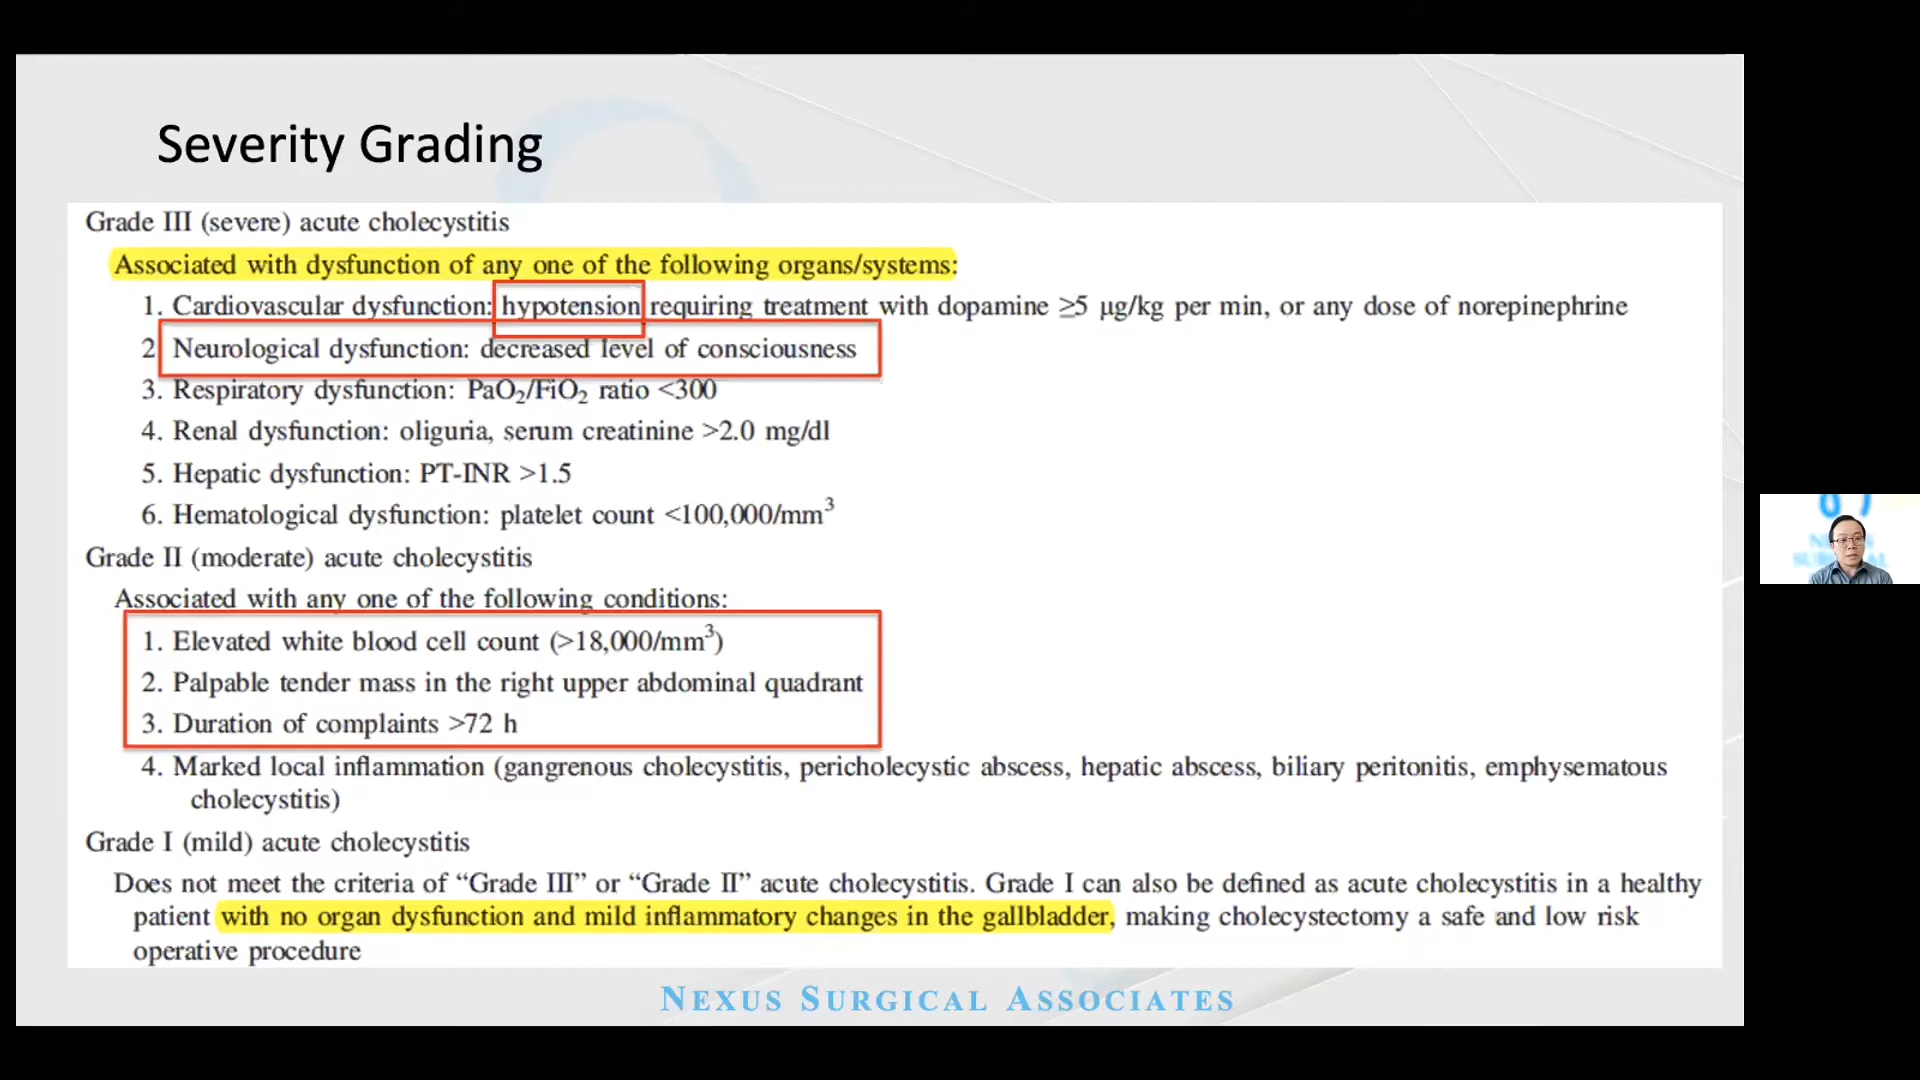 Severity Grading
Grade III (severe) acute cholecystitis
Associated with dysfunction of any one of the following organs/systems:
1. Cardiovascular dysfunction: hypotension requiring treatment with dopamine ≥5 μg/kg per min, or any dose of norepinephrine
2 Neurological dysfunction: decreased level of consciousness
3. Respiratory dysfunction: PaO₂/FiO₂ ratio <300
4. Renal dysfunction: oliguria, serum creatinine >2.0 mg/dl
5. Hepatic dysfunction: PT-INR >1.5
6. Hematological dysfunction: platelet count <100,000/mm³
Grade II (moderate) acute cholecystitis
Associated with any one of the following conditions:
1. Elevated white blood cell count (>18,000/mm³)
2. Palpable tender mass in the right upper abdominal quadrant
3. Duration of complaints >72 h
4. Marked local inflammation (gangrenous cholecystitis, pericholecystic abscess, hepatic abscess, biliary peritonitis, emphysematous
cholecystitis)
Grade I (mild) acute cholecystitis
Does not meet the criteria of “Grade III” or “Grade II” acute cholecystitis. Grade I can also be defined as acute cholecystitis in a healthy
patient with no organ dysfunction and mild inflammatory changes in the gallbladder, making cholecystectomy a safe and low risk
operative procedure
NEXUS SURGICAL ASSOCIATES